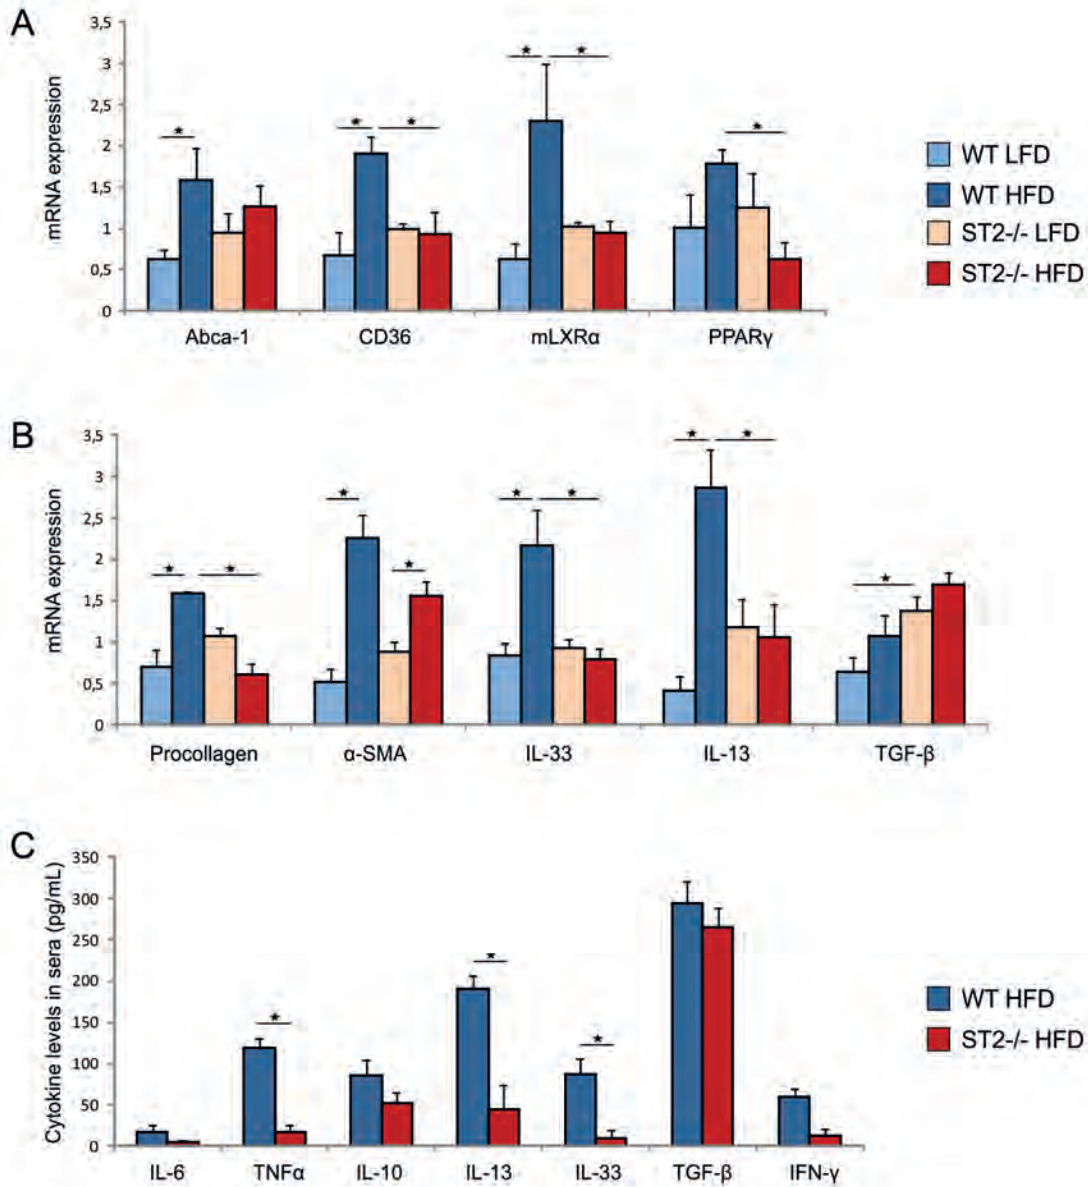 A
mRNA expression
3,5
3
2,5
2
1,5
1
0,5
0
Abca-1 CD36 mLXRα PPARγ
WT LFD
WT HFD
ST2-/- LFD
ST2-/- HFD
B
mRNA expression
3,5
3
2,5
2
1,5
1
0,5
0
Procollagen α-SMA IL-33 IL-13 TGF-β
C
Cytokine levels in sera (pg/mL)
350
300
250
200
150
100
50
0
IL-6 TNFα IL-10 IL-13 IL-33 TGF-β IFN-γ
WT HFD
ST2-/- HFD